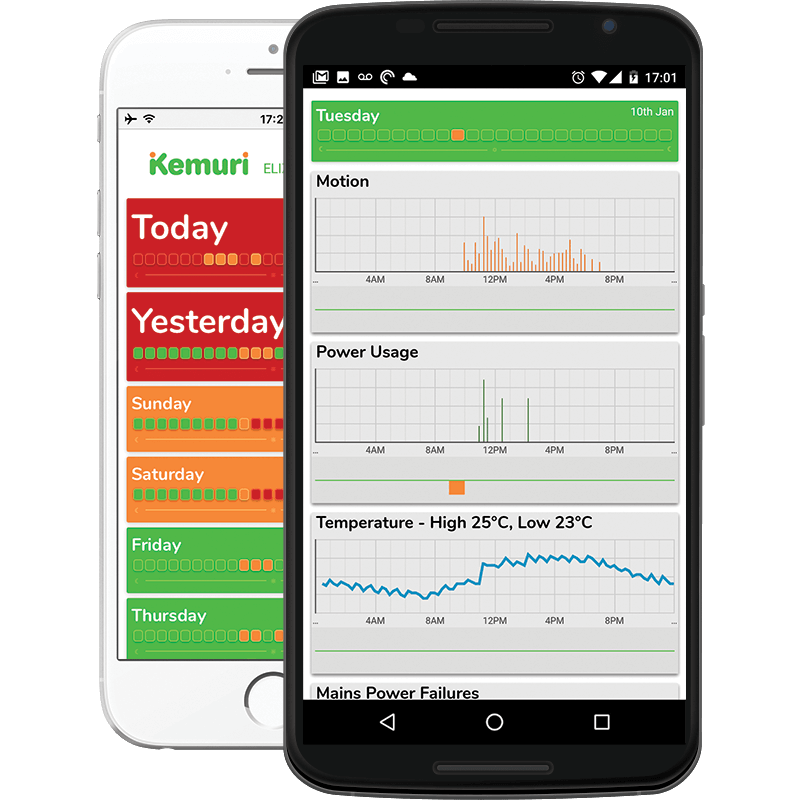 17:2
Kemuri
ELI
Today
Yesterday
Sunday
Saturday
Friday
Thursday
17:01
Tuesday
10th Jan
Motion
... 4AM 8AM 12PM 4PM 8PM ...
Power Usage
... 4AM 8AM 12PM 4PM 8PM ...
Temperature - High 25°C, Low 23°C
... 4AM 8AM 12PM 4PM 8PM ...
Mains Power Failures